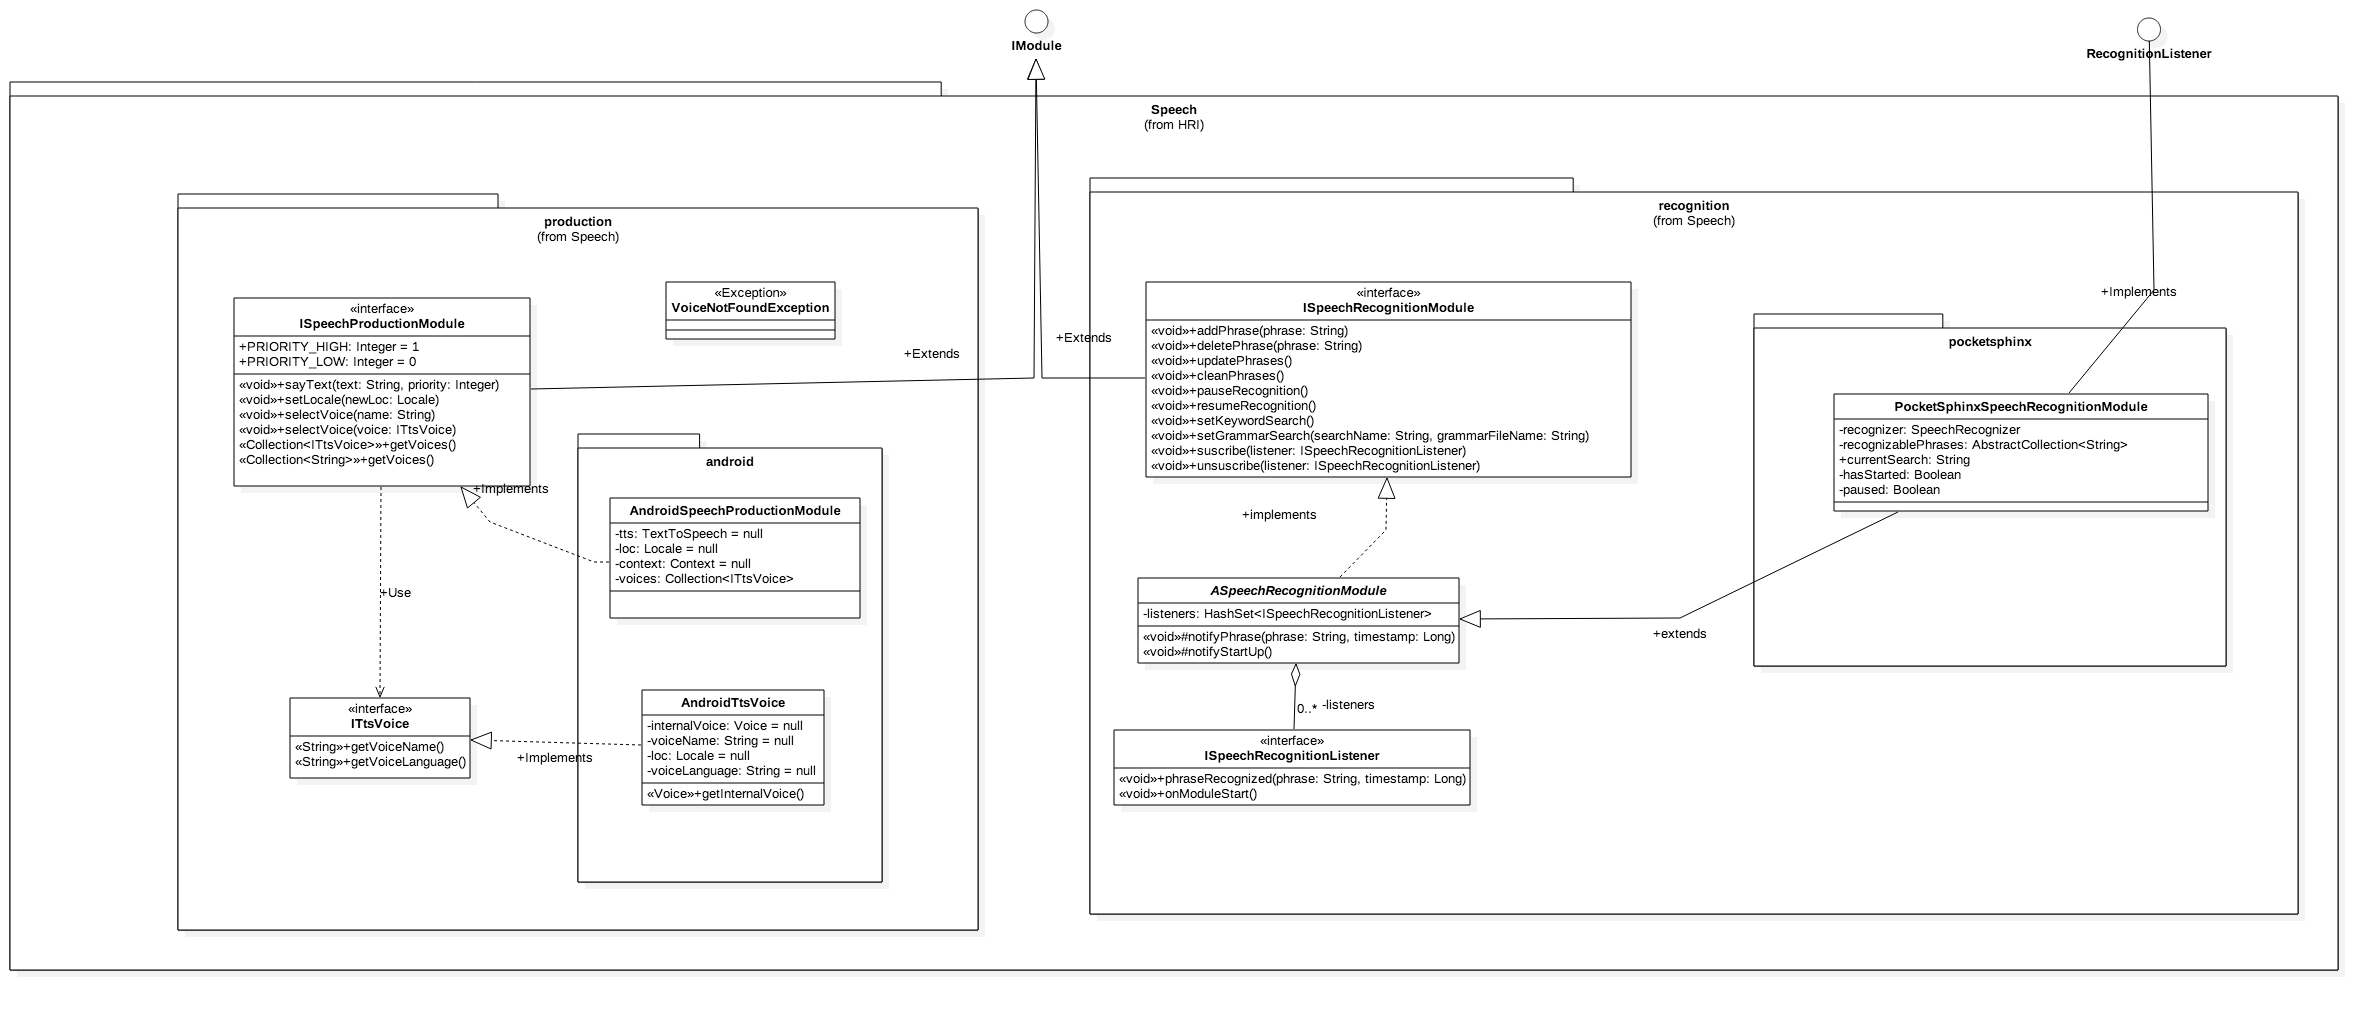 IModule
RecognitionListener
Speech
(from HRI)
production
(from Speech)
«interface»
ISpeechProductionModule
+PRIORITY_HIGH: Integer = 1
+PRIORITY_LOW: Integer = 0
«void»+sayText(text: String, priority: Integer)
«void»+setLocale(newLoc: Locale)
«void»+selectVoice(name: String)
«void»+selectVoice(voice: ITtsVoice)
«Collection<ITtsVoice>»+getVoices()
«Collection<String>»+getVoices()
«Exception»
VoiceNotFoundException
+Extends
+Extends
+Implements
android
AndroidSpeechProductionModule
-tts: TextToSpeech = null
-loc: Locale = null
-context: Context = null
-voices: Collection<ITtsVoice>
+Use
«interface»
ITtsVoice
«String»+getVoiceName()
«String»+getVoiceLanguage()
+Implements
AndroidTtsVoice
-internalVoice: Voice = null
-voiceName: String = null
-loc: Locale = null
-voiceLanguage: String = null
«Voice»+getInternalVoice()
recognition
(from Speech)
«interface»
ISpeechRecognitionModule
«void»+addPhrase(phrase: String)
«void»+deletePhrase(phrase: String)
«void»+updatePhrases()
«void»+cleanPhrases()
«void»+pauseRecognition()
«void»+resumeRecognition()
«void»+setKeywordSearch()
«void»+setGrammarSearch(searchName: String, grammarFileName: String)
«void»+suscribe(listener: ISpeechRecognitionListener)
«void»+unsuscribe(listener: ISpeechRecognitionListener)
+implements
ASpeechRecognitionModule
-listeners: HashSet<ISpeechRecognitionListener>
«void»#notifyPhrase(phrase: String, timestamp: Long)
«void»#notifyStartUp()
0..* -listeners
«interface»
ISpeechRecognitionListener
«void»+phraseRecognized(phrase: String, timestamp: Long)
«void»+onModuleStart()
+Implements
pocketsphinx
PocketSphinxSpeechRecognitionModule
-recognizer: SpeechRecognizer
-recognizablePhrases: AbstractCollection<String>
+currentSearch: String
-hasStarted: Boolean
-paused: Boolean
+extends